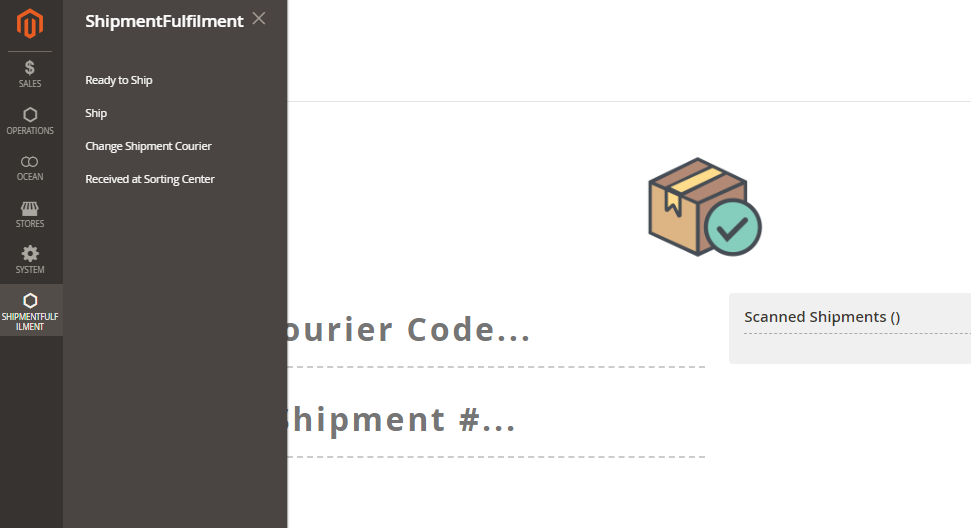 ShipmentFulfilment
Ready to Ship
Ship
Change Shipment Courier
Received at Sorting Center
SALES
OPERATIONS
OCEAN
STORES
SYSTEM
SHIPMENTFULF
ILMENT
ourier Code...
Shipment #...
Scanned Shipments ()